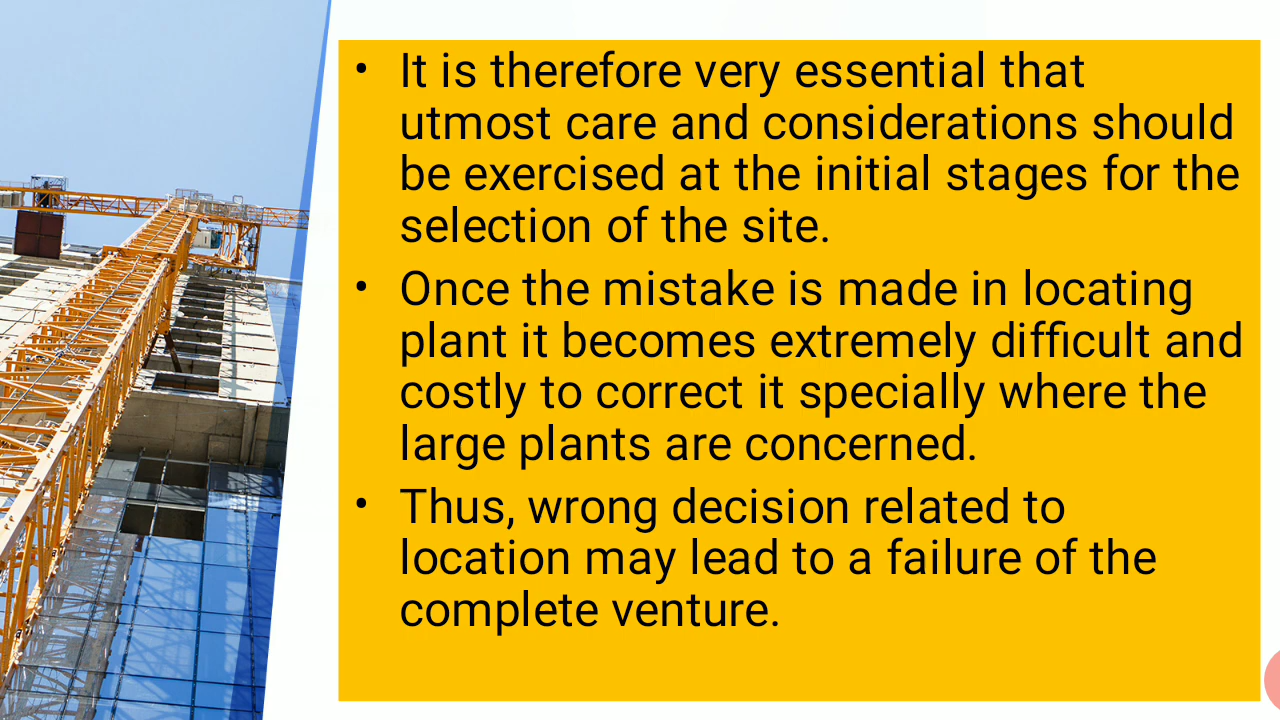 • It is therefore very essential that
utmost care and considerations should
be exercised at the initial stages for the
selection of the site.
• Once the mistake is made in locating
plant it becomes extremely difficult and
costly to correct it specially where the
large plants are concerned.
• Thus, wrong decision related to
location may lead to a failure of the
complete venture.